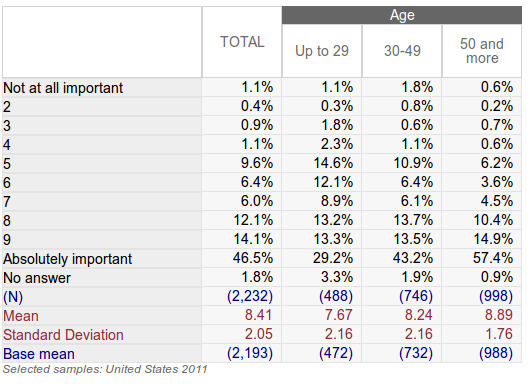 Age
TOTAL Up to 29 30-49 50 and more
Not at all important 1.1% 1.1% 1.8% 0.6%
2 0.4% 0.3% 0.8% 0.2%
3 0.9% 1.8% 0.6% 0.7%
4 1.1% 2.3% 1.1% 0.6%
5 9.6% 14.6% 10.9% 6.2%
6 6.4% 12.1% 6.4% 3.6%
7 6.0% 8.9% 6.1% 4.5%
8 12.1% 13.2% 13.7% 10.4%
9 14.1% 13.3% 13.5% 14.9%
Absolutely important 46.5% 29.2% 43.2% 57.4%
No answer 1.8% 3.3% 1.9% 0.9%
(N) (2,232) (488) (746) (998)
Mean 8.41 7.67 8.24 8.89
Standard Deviation 2.05 2.16 2.16 1.76
Base mean (2,193) (472) (732) (988)
Selected samples: United States 2011